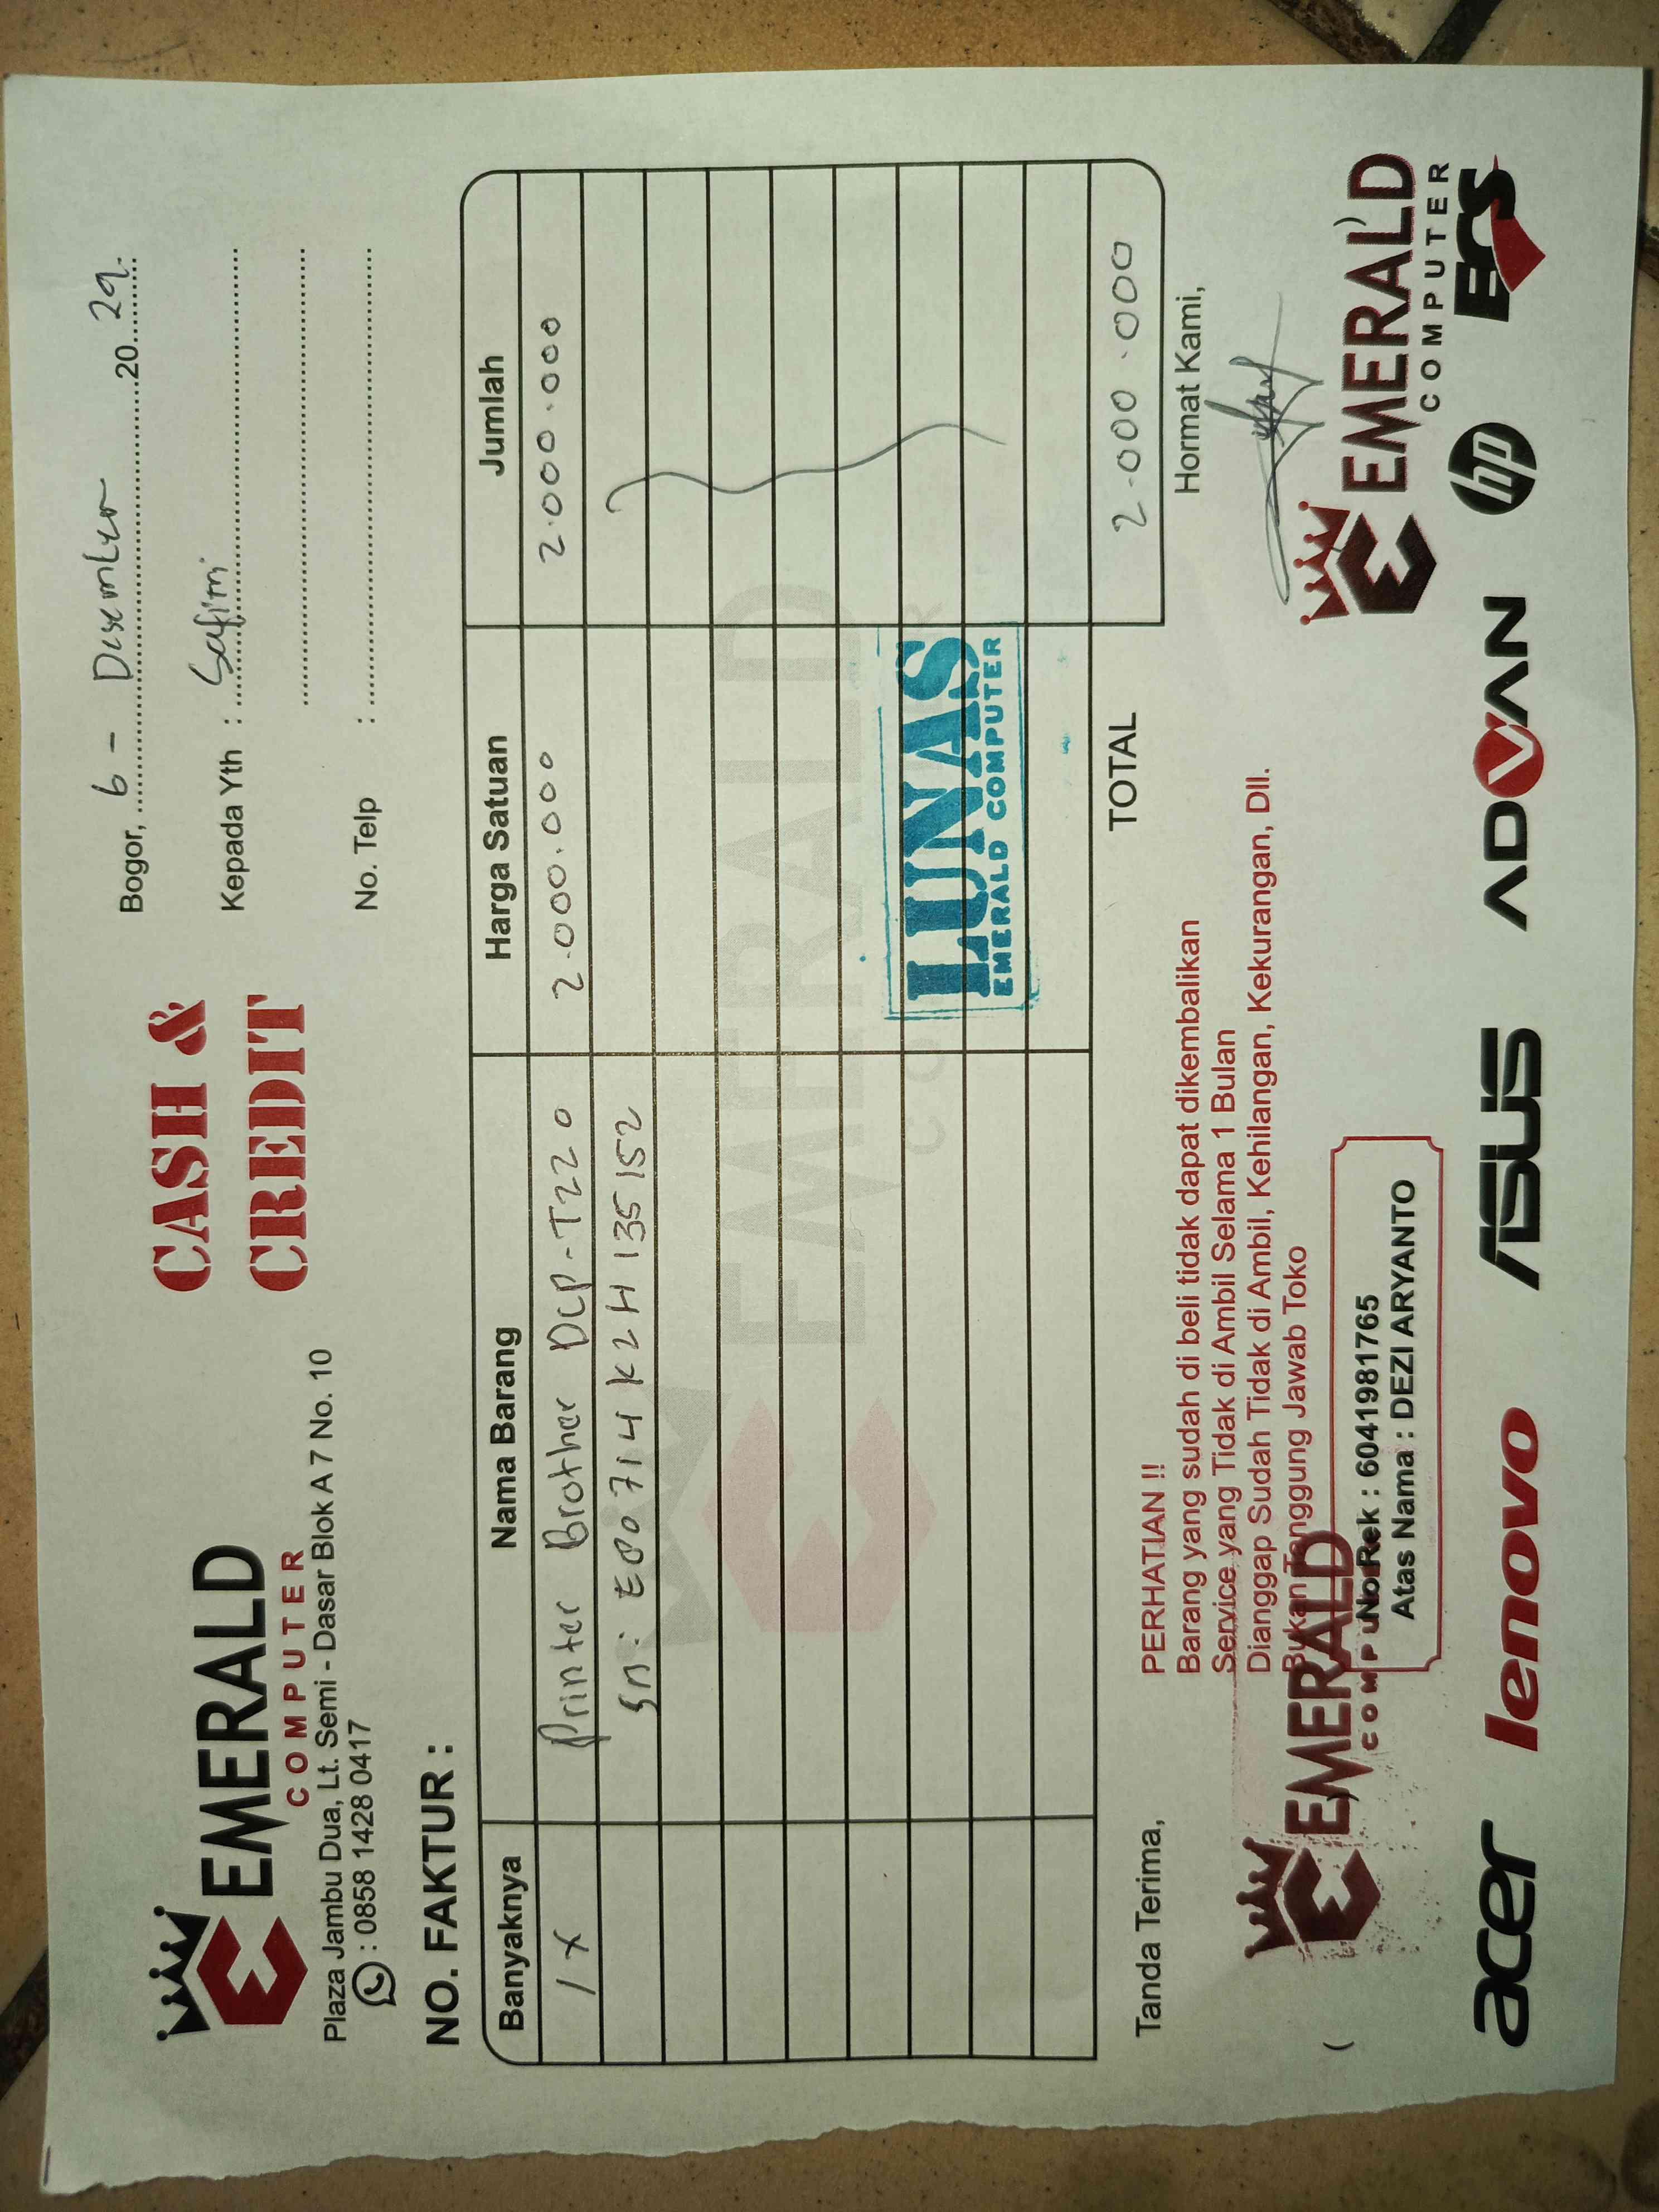 EMERALD
COMPUTER
Plaza Jambu Dua, Lt. Semi - Dasar Blok A 7 No. 10
: 0858 1428 0417
CASH &
CREDIT
Bogor, 6 - Desember 20 24.
Kepada Yth : Safim
No. Telp :
NO. FAKTUR :
Banyaknya Nama Barang Harga Satuan Jumlah
1 x Printer Brother Dcp-T220 2.000.000 2.000.000
Sn: E80714K2H135152
EMERALD
LUNAS
EMERALD COMPUTER
TOTAL 2.000.000
Tanda Terima,
PERHATIAN !!
Barang yang sudah di beli tidak dapat dikembalikan
Service yang Tidak di Ambil Selama 1 Bulan
Dianggap Sudah Tidak di Ambil, Kehilangan, Kekurangan, Dll.
Bukan Tanggung Jawab Toko
Hormat Kami,
EMERALD
COMPU
No Rek : 6041981765
Atas Nama : DEZI ARYANTO
EMERALD
COMPUTER
acer lenovo ASUS ADVAN hp ECS